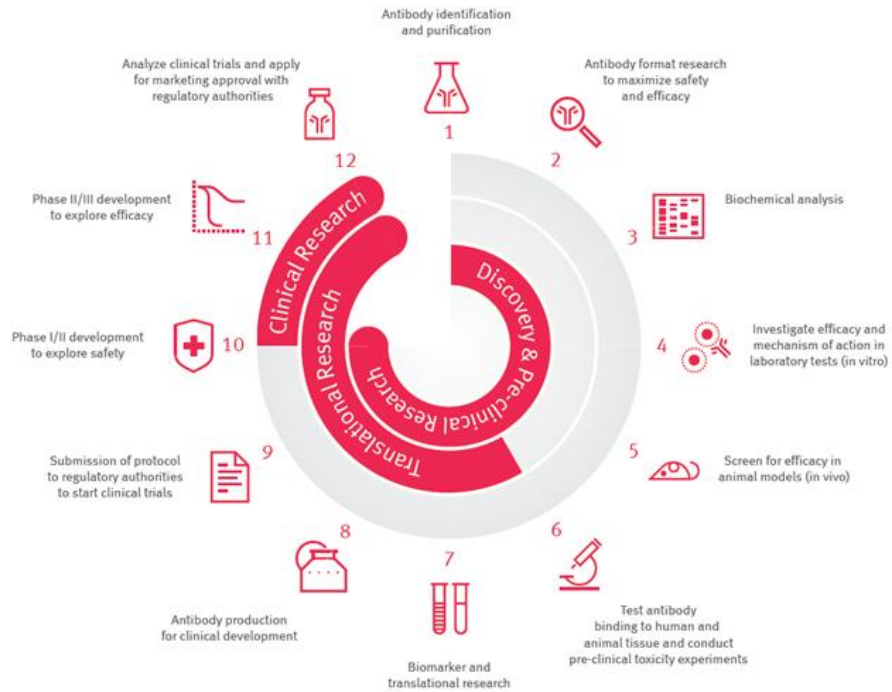 Antibody identification
and purification
1
Antibody format research
to maximize safety
and efficacy
2
Biochemical analysis
3
Investigate efficacy and
mechanism of action in
laboratory tests (in vitro)
4
Screen for efficacy in
animal models (in vivo)
5
Test antibody
binding to human and
animal tissue and conduct
pre-clinical toxicity experiments
6
Biomarker and
translational research
7
Antibody production
for clinical development
8
Submission of protocol
to regulatory authorities
to start clinical trials
9
Phase I/II development
to explore safety
10
Phase II/III development
to explore efficacy
11
Analyze clinical trials and apply
for marketing approval with
regulatory authorities
12
Clinical Research
Translational Research
Discovery & Pre-clinical Research